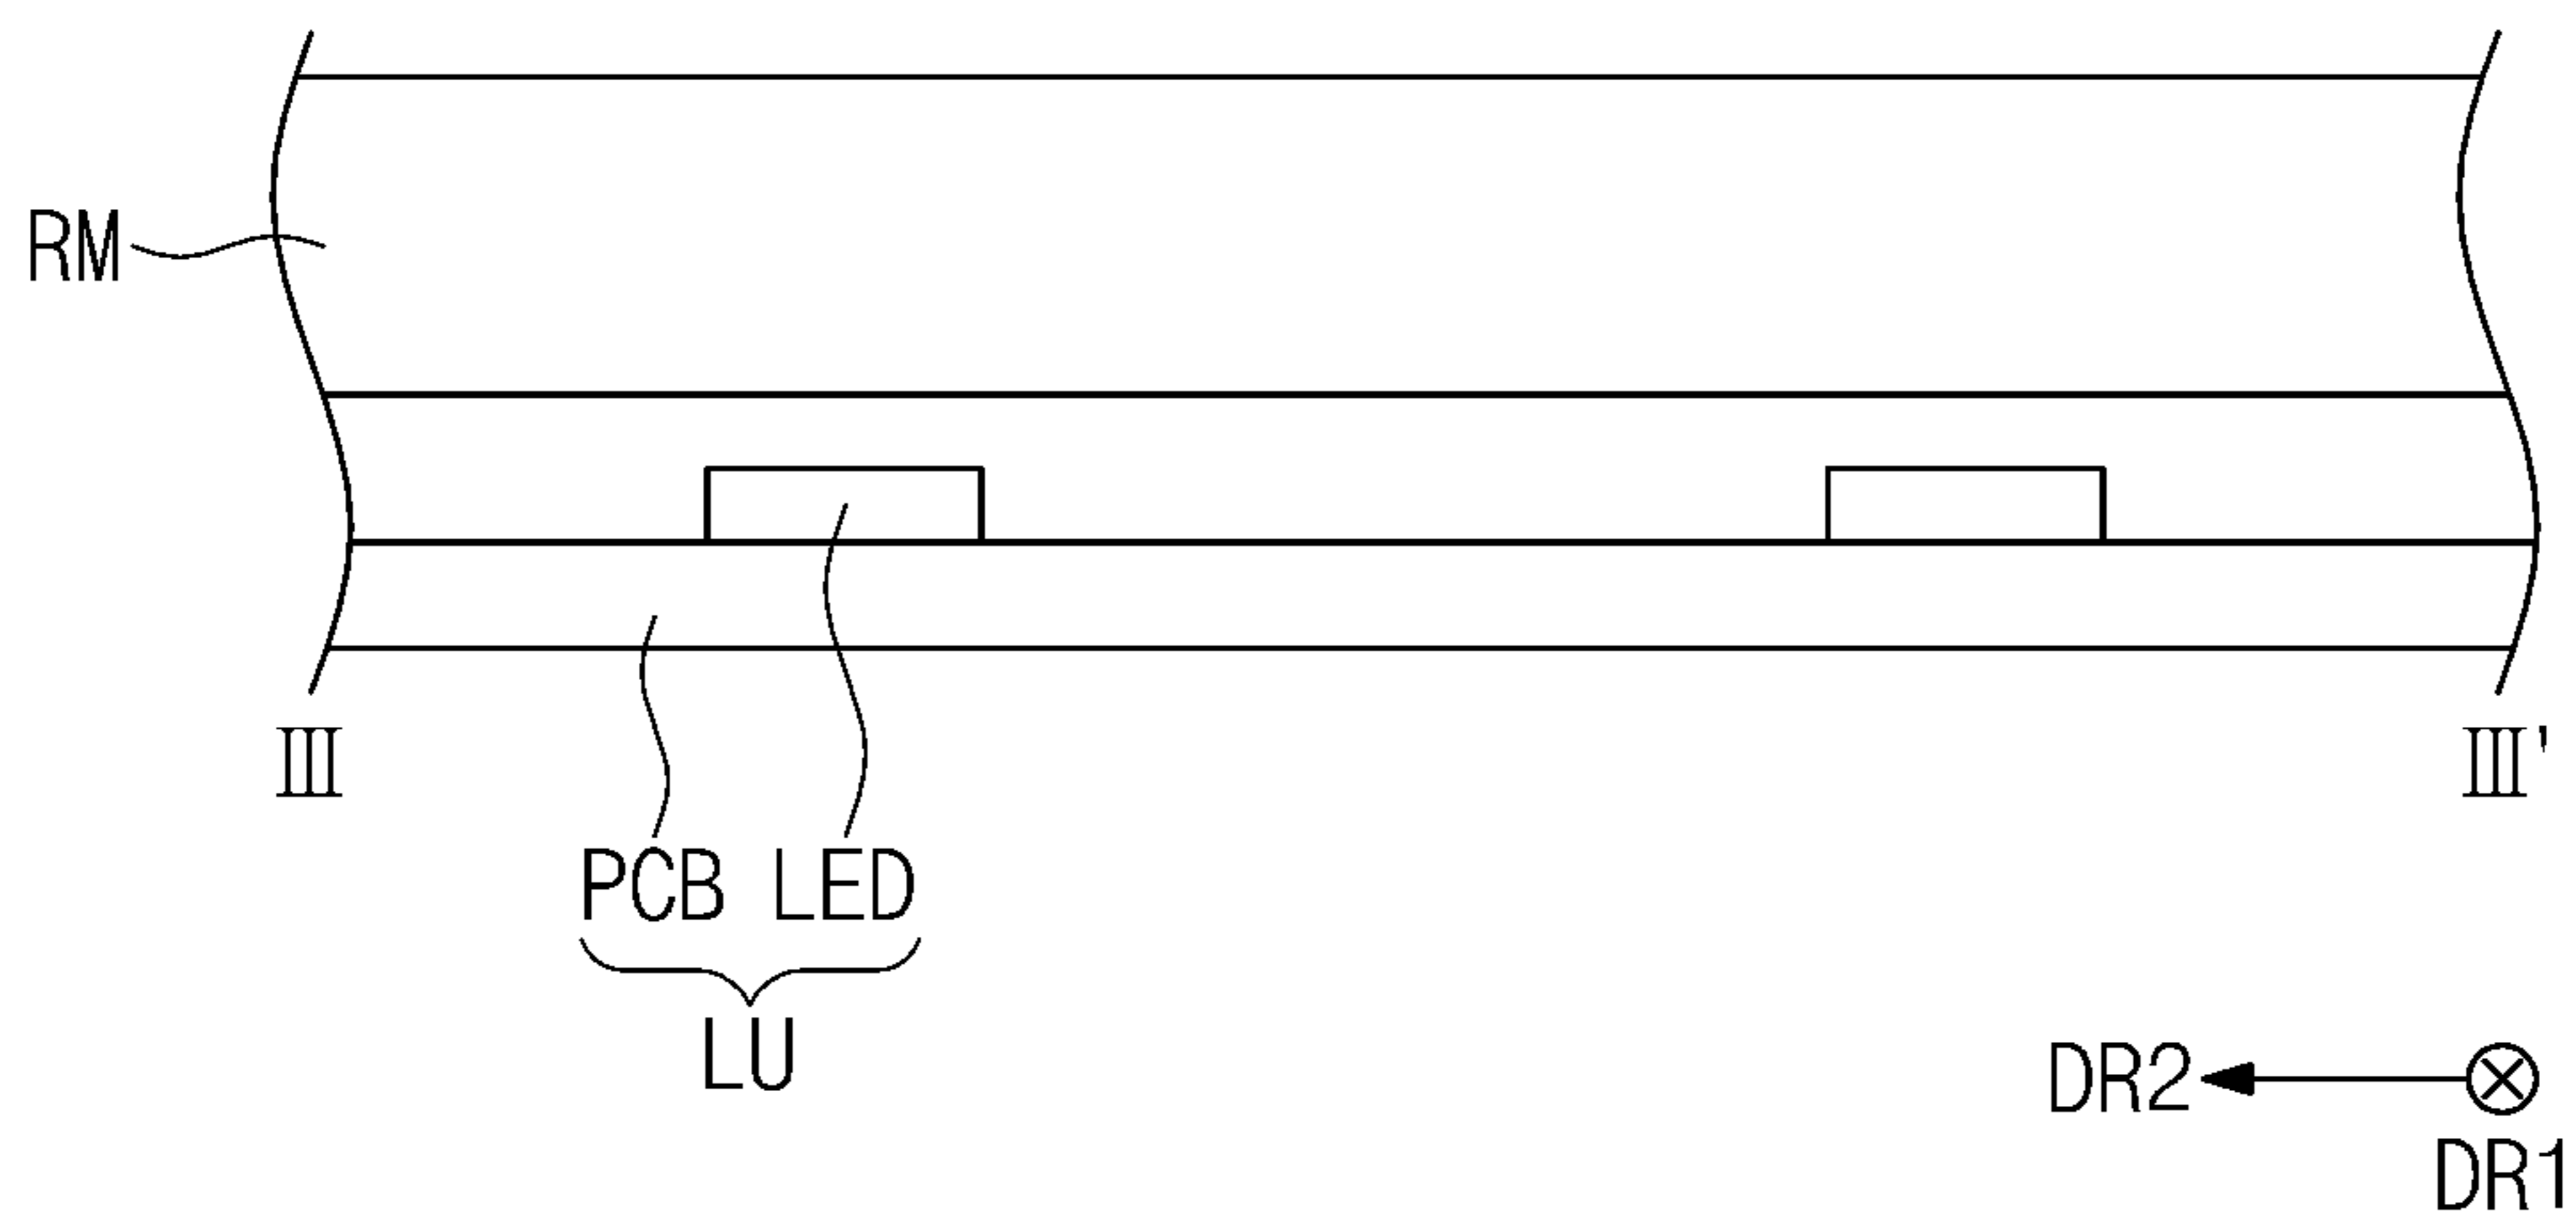 RM
Ⅲ Ⅲ'
PCB LED
LU
DR2
DR1